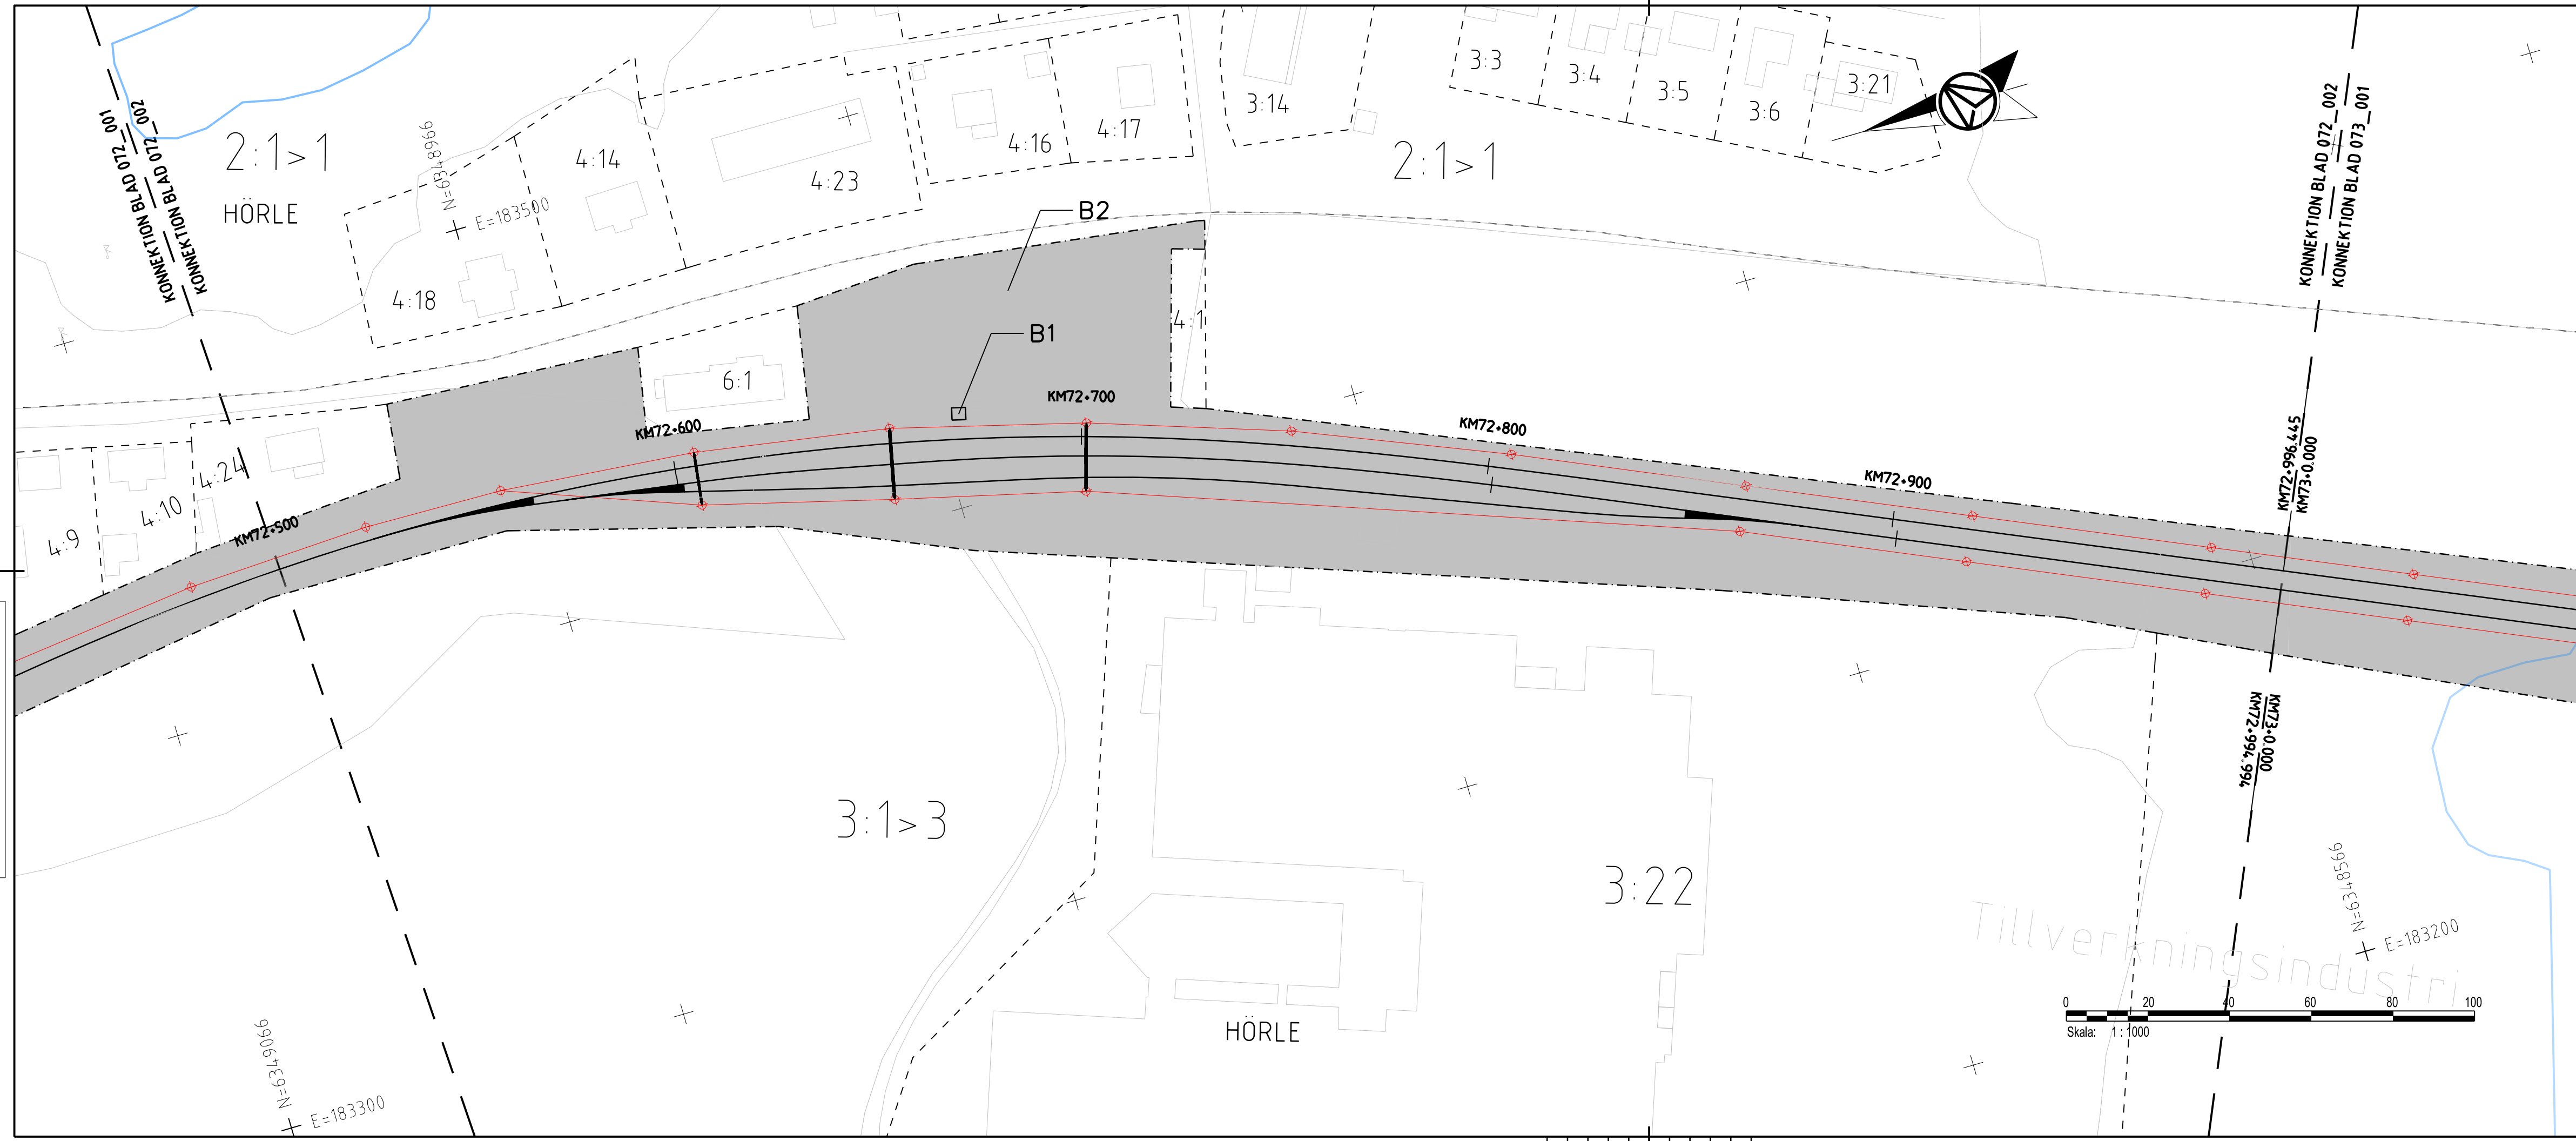 KONNEKTION BLAD 072_001
KONNEKTION BLAD 072_002
2:1>1
HÖRLE
N=6348966
E=183500
4:14
4:23
4:16
4:17
3:14
3:3
3:4
3:5
3:6
3:21
2:1>1
KONNEKTION BLAD 072_002
KONNEKTION BLAD 073_001
4:18
B2
B1
4:1
6:1
4:24
4:10
4:9
KM72+500
KM72+600
KM72+700
KM72+800
KM72+900
KM72+996.445
KM73+0.000
KM73+0.000
KM72+994.994
3:1>3
3:22
HÖRLE
Tillverkningsindustri
N=6348566
E=183200
N=6349066
E=183300
0 20 40 60 80 100
Skala: 1 : 1000